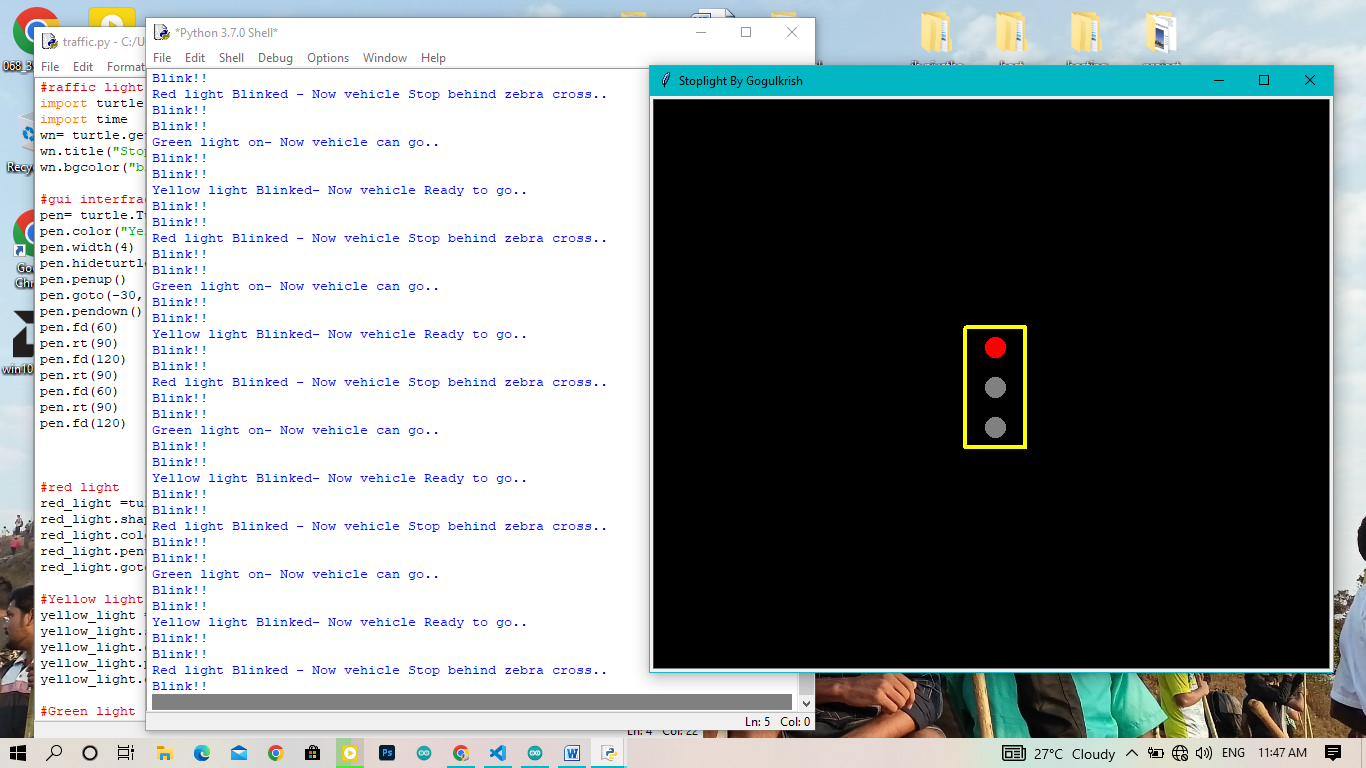 traffic.py - C:/U
File Edit Format
#raffic light
import turtle
import time
wn= turtle.get
wn.title("Stop
wn.bgcolor("b
#gui interfrac
pen= turtle.T
pen.color("Ye
pen.width(4)
pen.hideturtle
pen.penup()
pen.goto(-30,
pen.pendown()
pen.fd(60)
pen.rt(90)
pen.fd(120)
pen.rt(90)
pen.fd(60)
pen.rt(90)
pen.fd(120)
#red light
red_light =tu
red_light.shap
red_light.colo
red_light.penu
red_light.goto
#Yellow light
yellow_light =
yellow_light.
yellow_light.
yellow_light.p
yellow_light.
#Green light
*Python 3.7.0 Shell*
File Edit Shell Debug Options Window Help
Blink!!
Red light Blinked - Now vehicle Stop behind zebra cross..
Blink!!
Blink!!
Green light on- Now vehicle can go..
Blink!!
Blink!!
Yellow light Blinked- Now vehicle Ready to go..
Blink!!
Blink!!
Red light Blinked - Now vehicle Stop behind zebra cross..
Blink!!
Blink!!
Green light on- Now vehicle can go..
Blink!!
Blink!!
Yellow light Blinked- Now vehicle Ready to go..
Blink!!
Blink!!
Red light Blinked - Now vehicle Stop behind zebra cross..
Blink!!
Blink!!
Green light on- Now vehicle can go..
Blink!!
Blink!!
Yellow light Blinked- Now vehicle Ready to go..
Blink!!
Blink!!
Red light Blinked - Now vehicle Stop behind zebra cross..
Blink!!
Blink!!
Green light on- Now vehicle can go..
Blink!!
Blink!!
Yellow light Blinked- Now vehicle Ready to go..
Blink!!
Blink!!
Red light Blinked - Now vehicle Stop behind zebra cross..
Blink!!
Ln: 5 Col: 0
Ln: 4 Col: 22
Stoplight By Gogulkrish
27°C Cloudy ENG 11:47 AM